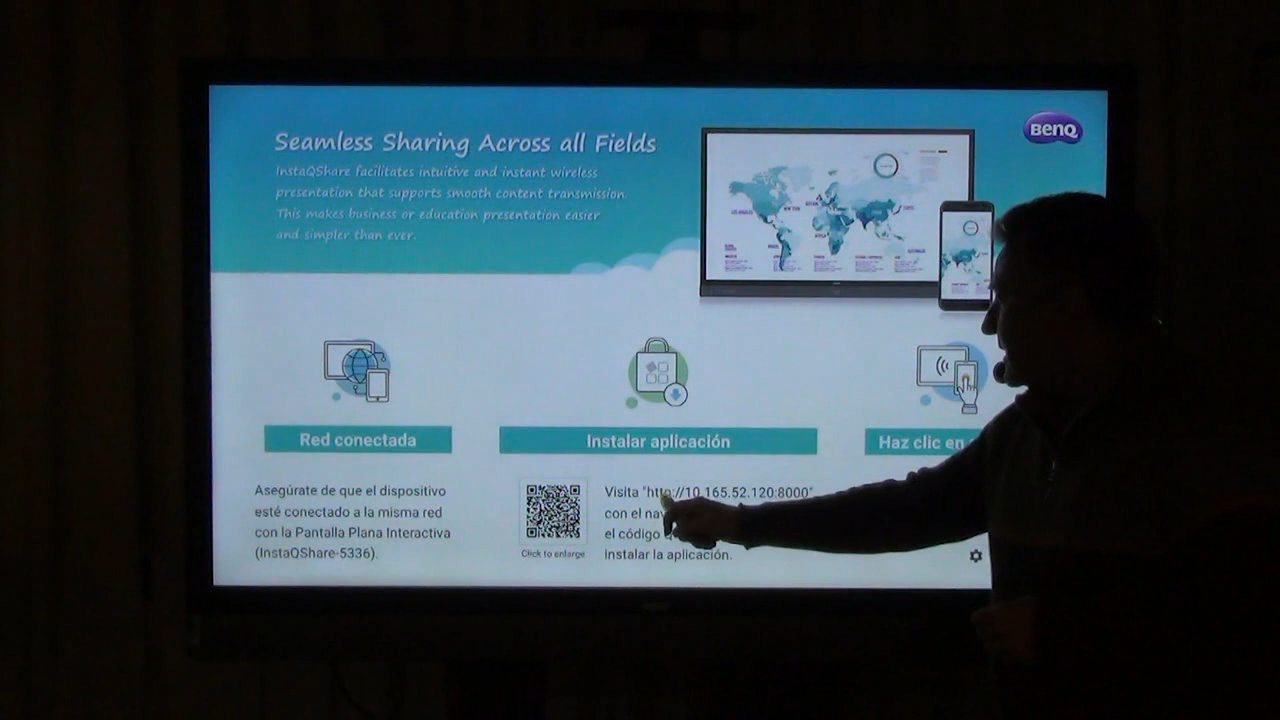 Seamless Sharing Across all Fields
InstaQShare facilitates intuitive and instant wireless
presentation that supports smooth content transmission.
This makes business or education presentation easier
and simpler than ever.
BenQ
Red conectada
Asegúrate de que el dispositivo
esté conectado a la misma red
con la Pantalla Plana Interactiva
(InstaQShare-5336).
Instalar aplicación
Click to enlarge
Visita "http://10.165.52.120:8000"
con el
el código
instalar la aplicación.
Haz clic en